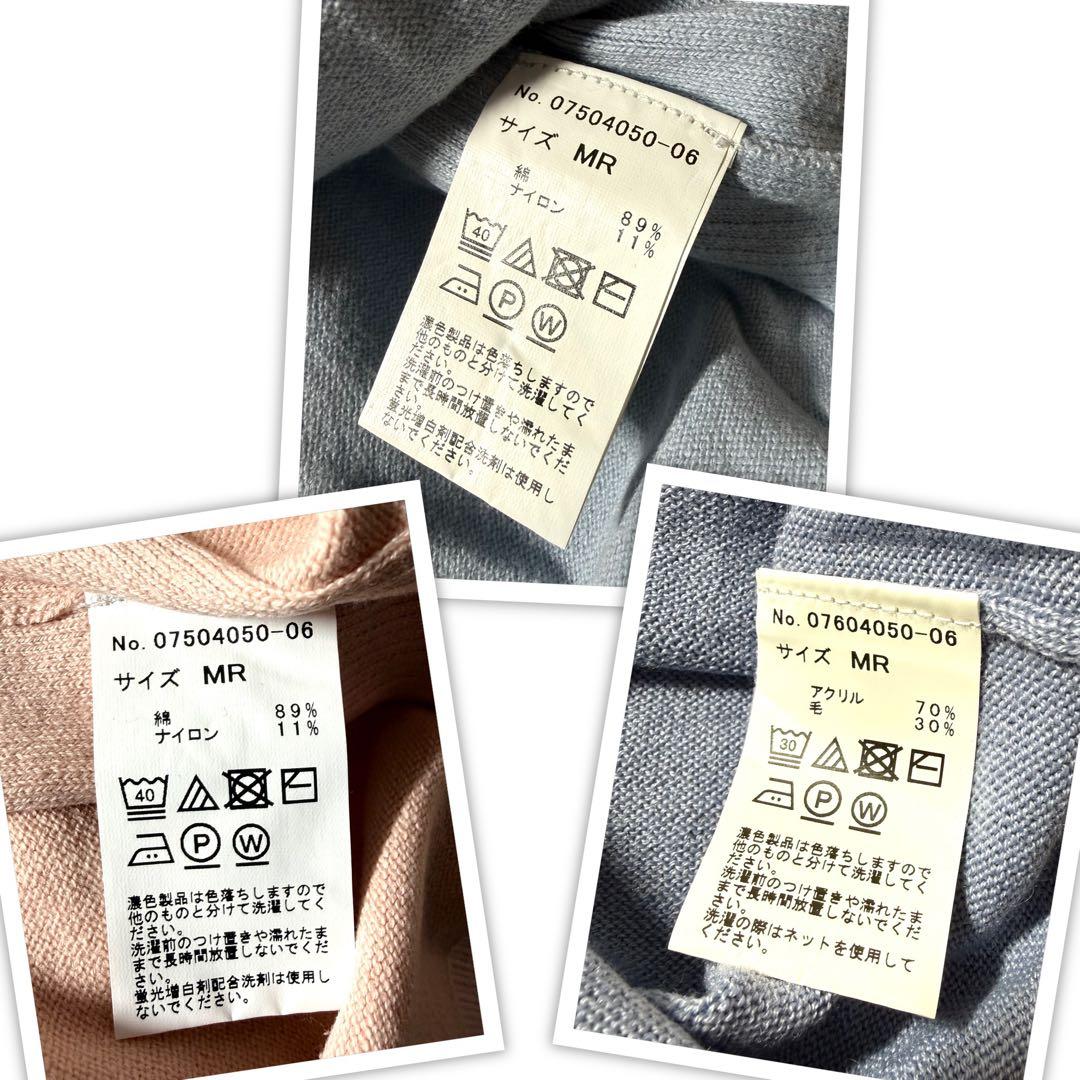 No. 07504050-06
サイズ MR
綿 89%
ナイロン 11%
40
P W
濃色製品は色落ちしますので
他のものと分けて洗濯してく
ださい。
洗濯前のつけ置きや濡れたま
まで長時間放置しないでくだ
さい。
蛍光増白剤配合洗剤は使用し
ないでください。
No. 07504050-06
サイズ MR
綿 89%
ナイロン 11%
40
P W
濃色製品は色落ちしますので
他のものと分けて洗濯してく
ださい。
洗濯前のつけ置きや濡れたま
まで長時間放置しないでくだ
さい。
蛍光増白剤配合洗剤は使用し
ないでください。
No. 07604050-06
サイズ MR
アクリル 70%
毛 30%
30
P W
濃色製品は色落ちしますので
他のものと分けて洗濯してく
ださい。
洗濯前のつけ置きや濡れたま
まで長時間放置しないでくだ
さい。
洗濯の際はネットを使用して
ください。